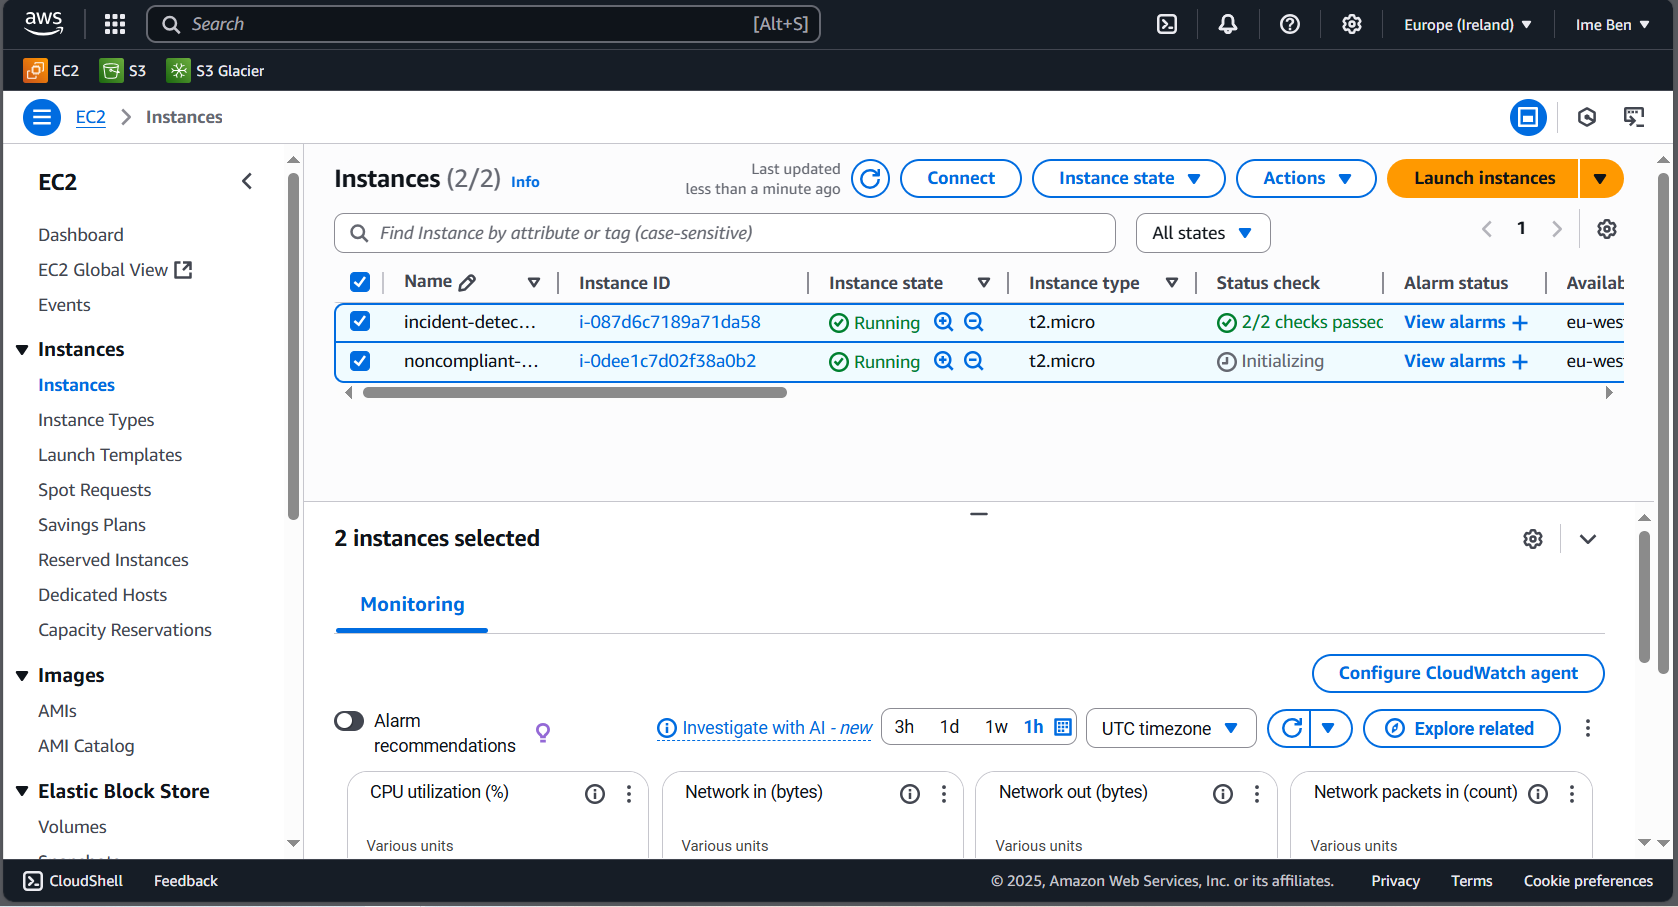 aws
Search [Alt+S]
Europe (Ireland)
Ime Ben
EC2
S3
S3 Glacier
EC2
Instances
EC2
Dashboard
EC2 Global View
Events
Instances
Instances
Instance Types
Launch Templates
Spot Requests
Savings Plans
Reserved Instances
Dedicated Hosts
Capacity Reservations
Images
AMIs
AMI Catalog
Elastic Block Store
Volumes
Instances (2/2) Info
Last updated
less than a minute ago
Connect
Instance state
Actions
Launch instances
Find Instance by attribute or tag (case-sensitive)
All states
1
Name Instance ID Instance state Instance type Status check Alarm status Availab
incident-detec... i-087d6c7189a71da58 Running t2.micro 2/2 checks passed View alarms + eu-wes
noncompliant-... i-0dee1c7d02f38a0b2 Running t2.micro Initializing View alarms + eu-wes
2 instances selected
Monitoring
Configure CloudWatch agent
Alarm
recommendations
Investigate with AI - new
3h 1d 1w 1h
UTC timezone
Explore related
CPU utilization (%)
Various units
Network in (bytes)
Various units
Network out (bytes)
Various units
Network packets in (count)
Various units
CloudShell
Feedback
© 2025, Amazon Web Services, Inc. or its affiliates.
Privacy
Terms
Cookie preferences